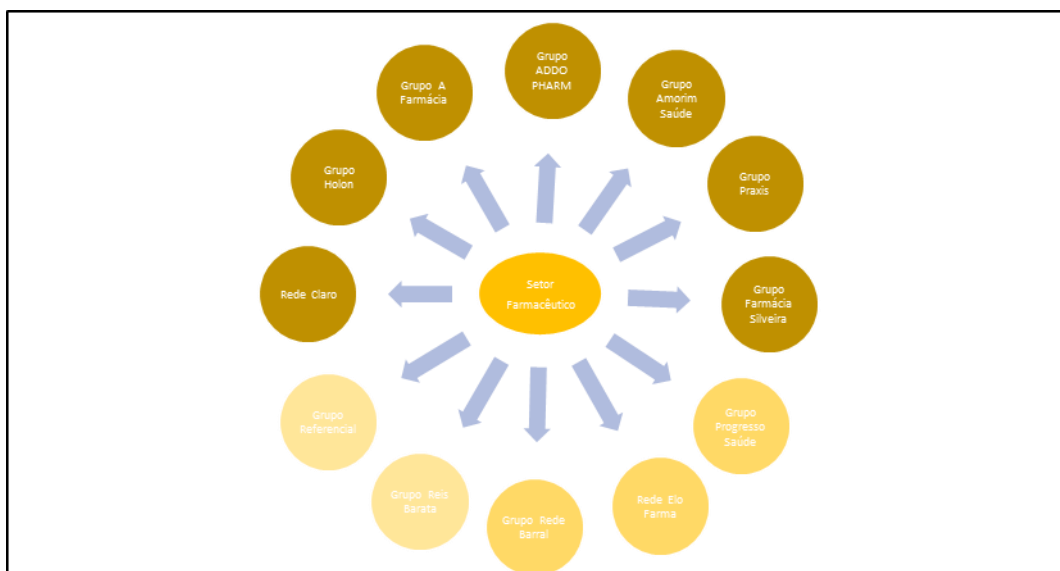 Grupo
ADDO
PHARM
Grupo
Amorim
Saúde
Grupo
Praxis
Grupo
Farmácia
Silveira
Grupo
Progresso
Saúde
Rede Elo
Farma
Grupo Rede
Barral
Grupo Reis
Barata
Grupo
Referencial
Rede Claro
Grupo
Holon
Grupo A
Farmácia
Setor
Farmacêutico